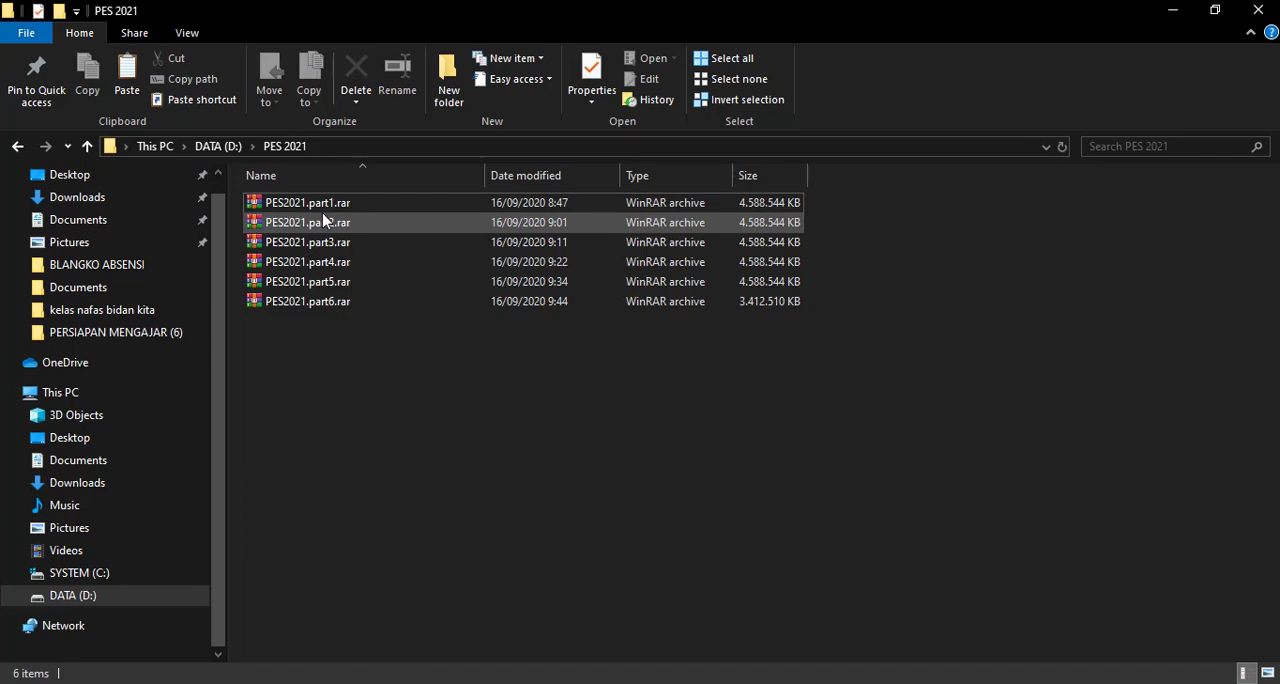 PES 2021
File Home Share View
Pin to Quick access
Copy
Paste
Cut
Copy path
Paste shortcut
Clipboard
Move to
Copy to
Delete
Rename
Organize
New folder
New item
Easy access
New
Properties
Open
Edit
History
Open
Select all
Select none
Invert selection
Select
This PC DATA (D:) PES 2021
Search PES 2021
Desktop
Downloads
Documents
Pictures
BLANGKO ABSENSI
Documents
kelas nafas bidan kita
PERSIAPAN MENGAJAR (6)
OneDrive
This PC
3D Objects
Desktop
Documents
Downloads
Music
Pictures
Videos
SYSTEM (C:)
DATA (D:)
Network
Name Date modified Type Size
PES2021.part1.rar 16/09/2020 8:47 WinRAR archive 4.588.544 KB
PES2021.part2.rar 16/09/2020 9:01 WinRAR archive 4.588.544 KB
PES2021.part3.rar 16/09/2020 9:11 WinRAR archive 4.588.544 KB
PES2021.part4.rar 16/09/2020 9:22 WinRAR archive 4.588.544 KB
PES2021.part5.rar 16/09/2020 9:34 WinRAR archive 4.588.544 KB
PES2021.part6.rar 16/09/2020 9:44 WinRAR archive 3.412.510 KB
6 items